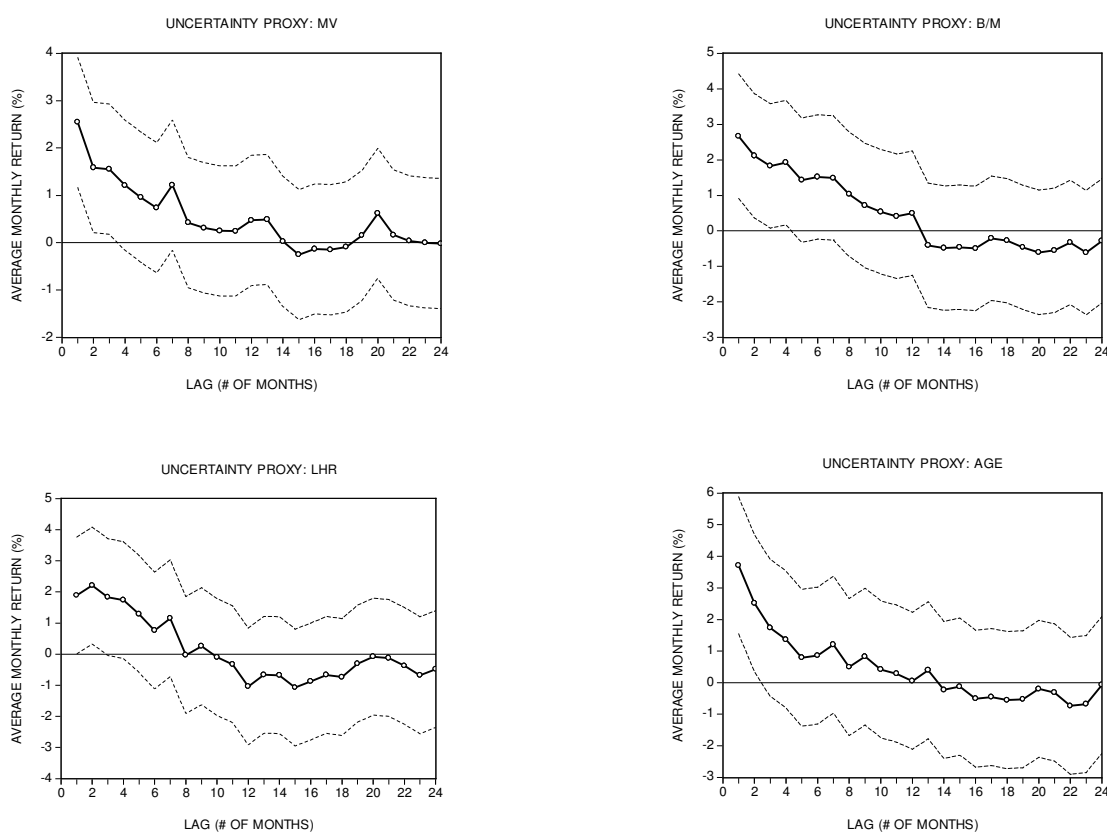 UNCERTAINTY PROXY: MV
AVERAGE MONTHLY RETURN (%)
4
3
2
1
0
-1
-2
0 2 4 6 8 10 12 14 16 18 20 22 24
LAG (# OF MONTHS)
UNCERTAINTY PROXY: B/M
AVERAGE MONTHLY RETURN (%)
5
4
3
2
1
0
-1
-2
-3
0 2 4 6 8 10 12 14 16 18 20 22 24
LAG (# OF MONTHS)
UNCERTAINTY PROXY: LHR
AVERAGE MONTHLY RETURN (%)
5
4
3
2
1
0
-1
-2
-3
-4
0 2 4 6 8 10 12 14 16 18 20 22 24
LAG (# OF MONTHS)
UNCERTAINTY PROXY: AGE
AVERAGE MONTHLY RETURN (%)
6
5
4
3
2
1
0
-1
-2
-3
0 2 4 6 8 10 12 14 16 18 20 22 24
LAG (# OF MONTHS)